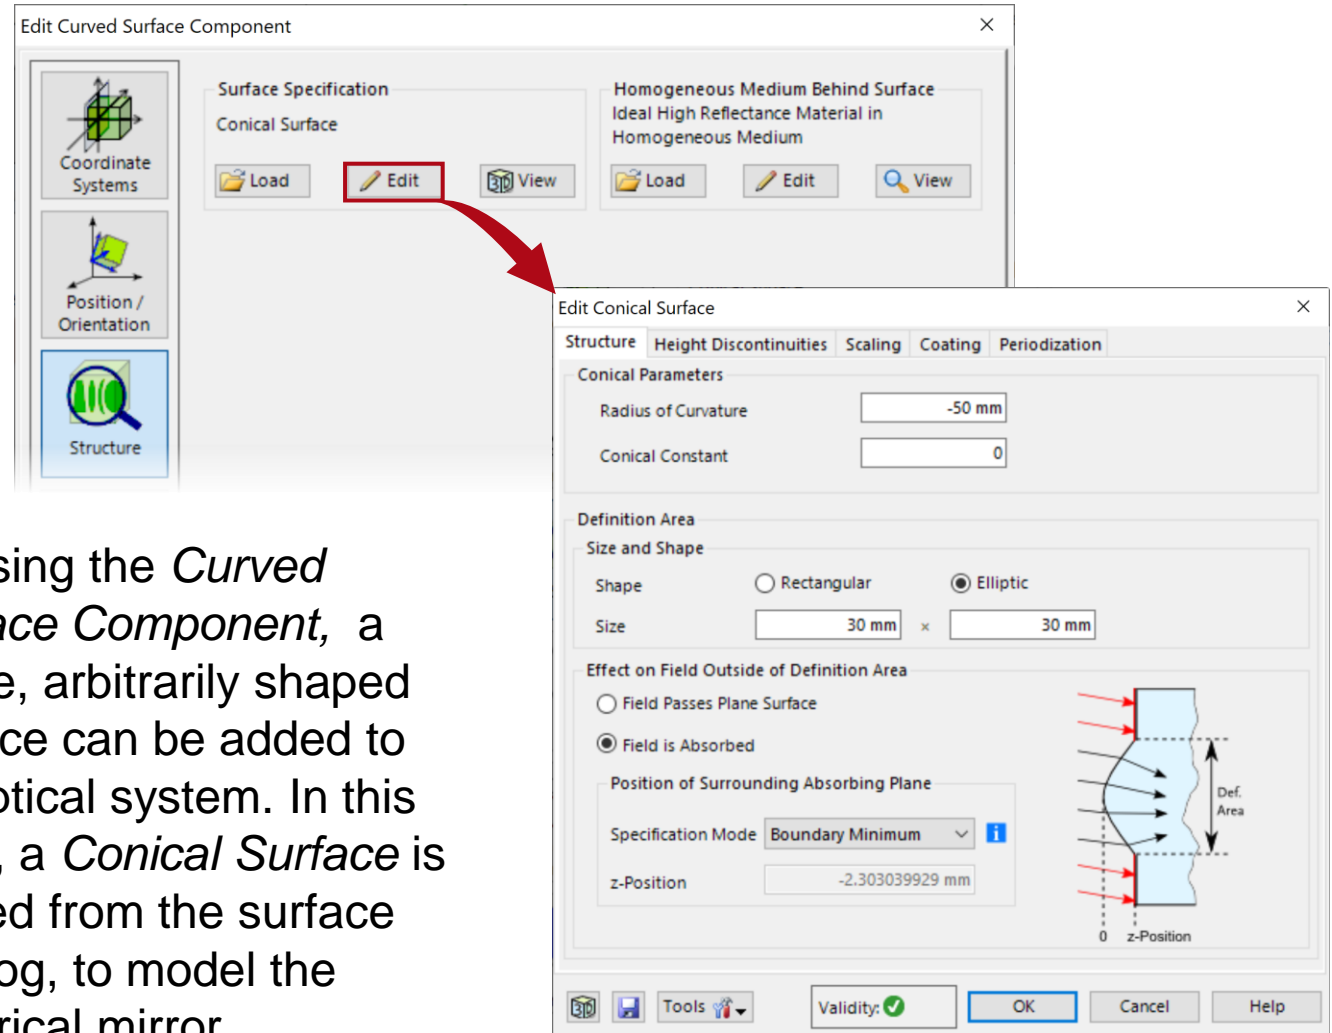 Edit Curved Surface Component
Coordinate
Systems
Position /
Orientation
Structure
Surface Specification
Conical Surface
Load
Edit
View
Homogeneous Medium Behind Surface
Ideal High Reflectance Material in
Homogeneous Medium
Load
Edit
View
Edit Conical Surface
Structure Height Discontinuities Scaling Coating Periodization
Conical Parameters
Radius of Curvature -50 mm
Conical Constant 0
Definition Area
Size and Shape
Shape Rectangular Elliptic
Size 30 mm × 30 mm
Effect on Field Outside of Definition Area
Field Passes Plane Surface
Field is Absorbed
Position of Surrounding Absorbing Plane
Specification Mode Boundary Minimum
z-Position -2.303039929 mm
Def.
Area
0 z-Position
Tools Validity: OK Cancel Help
sing the Curved
ace Component, a
e, arbitrarily shaped
ce can be added to
otical system. In this
, a Conical Surface is
ed from the surface
og, to model the
rical mirror